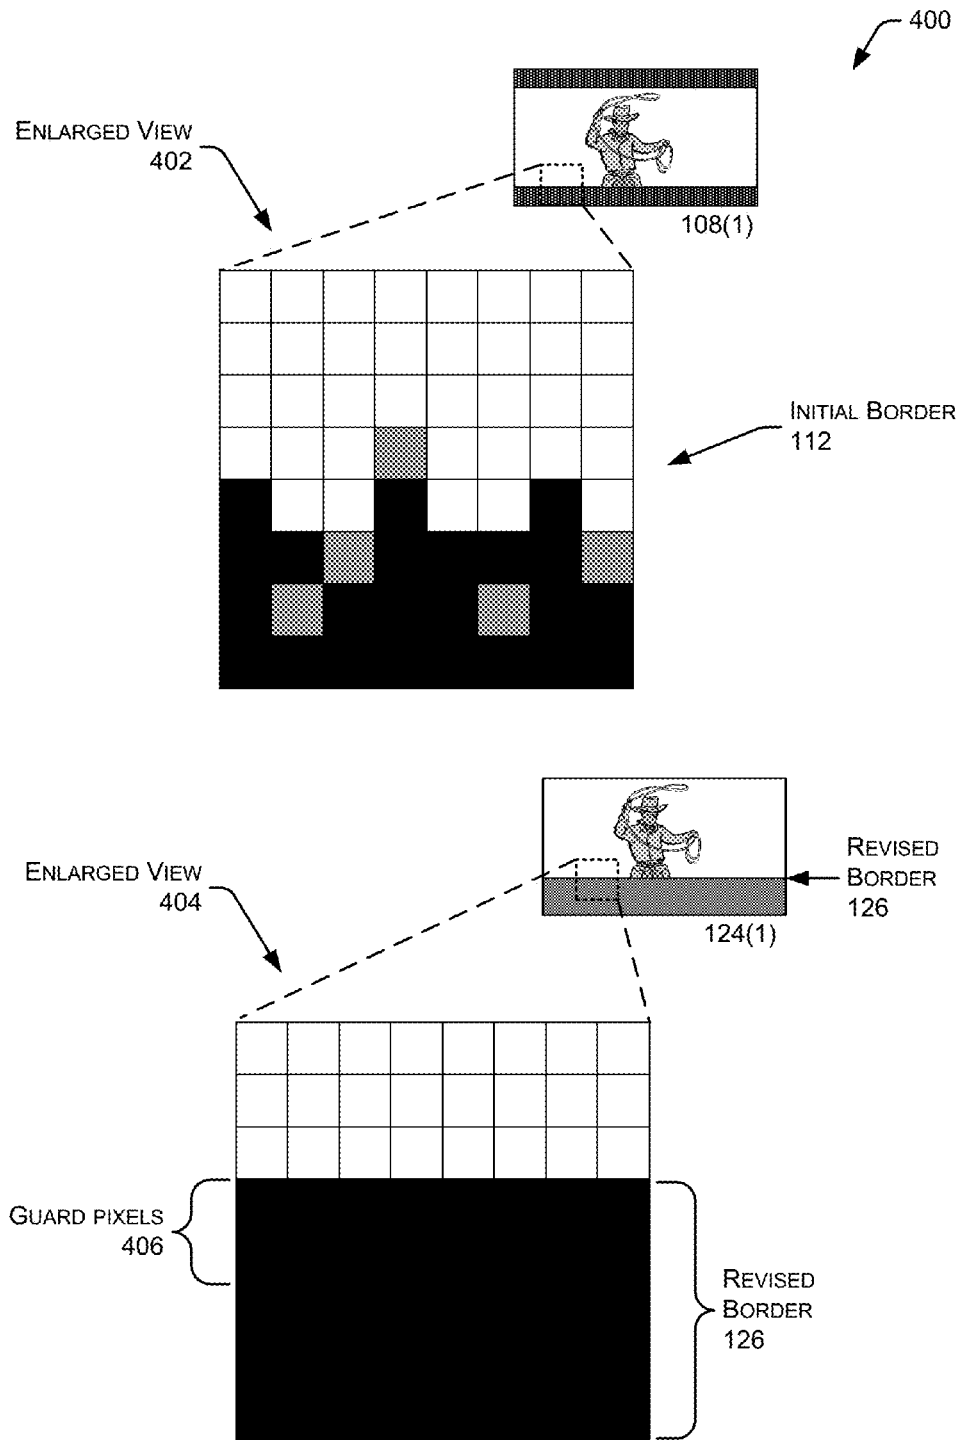 400
ENLARGED VIEW
402
108(1)
INITIAL BORDER
112
ENLARGED VIEW
404
REVISED
BORDER
126
124(1)
GUARD PIXELS
406
REVISED
BORDER
126